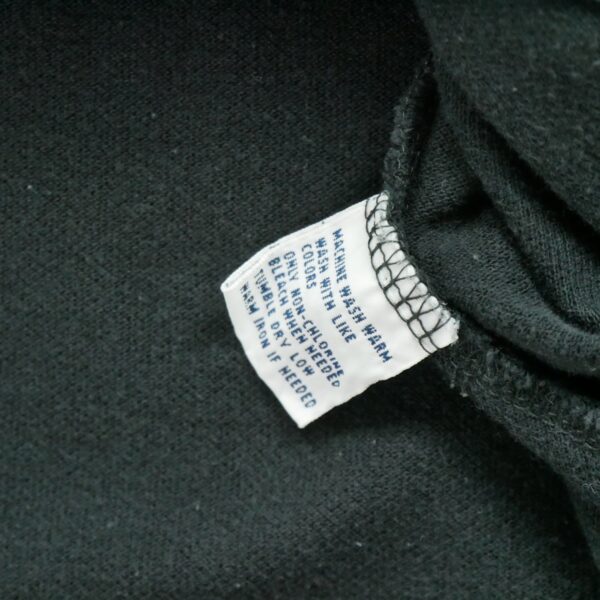 MACHINE WASH WARM
WASH WITH LIKE
COLORS
ONLY NON-CHLORINE
BLEACH WHEN NEEDED
TUMBLE DRY LOW
WARM IRON IF NEEDED